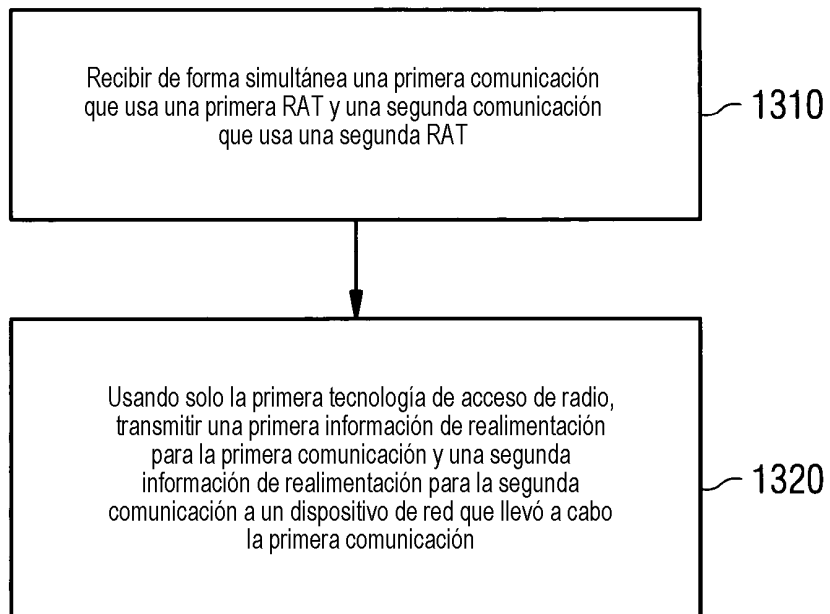 Recibir de forma simultánea una primera comunicación
que usa una primera RAT y una segunda comunicación
que usa una segunda RAT
1310
Usando solo la primera tecnología de acceso de radio,
transmitir una primera información de realimentación
para la primera comunicación y una segunda
información de realimentación para la segunda
comunicación a un dispositivo de red que llevó a cabo
la primera comunicación
1320